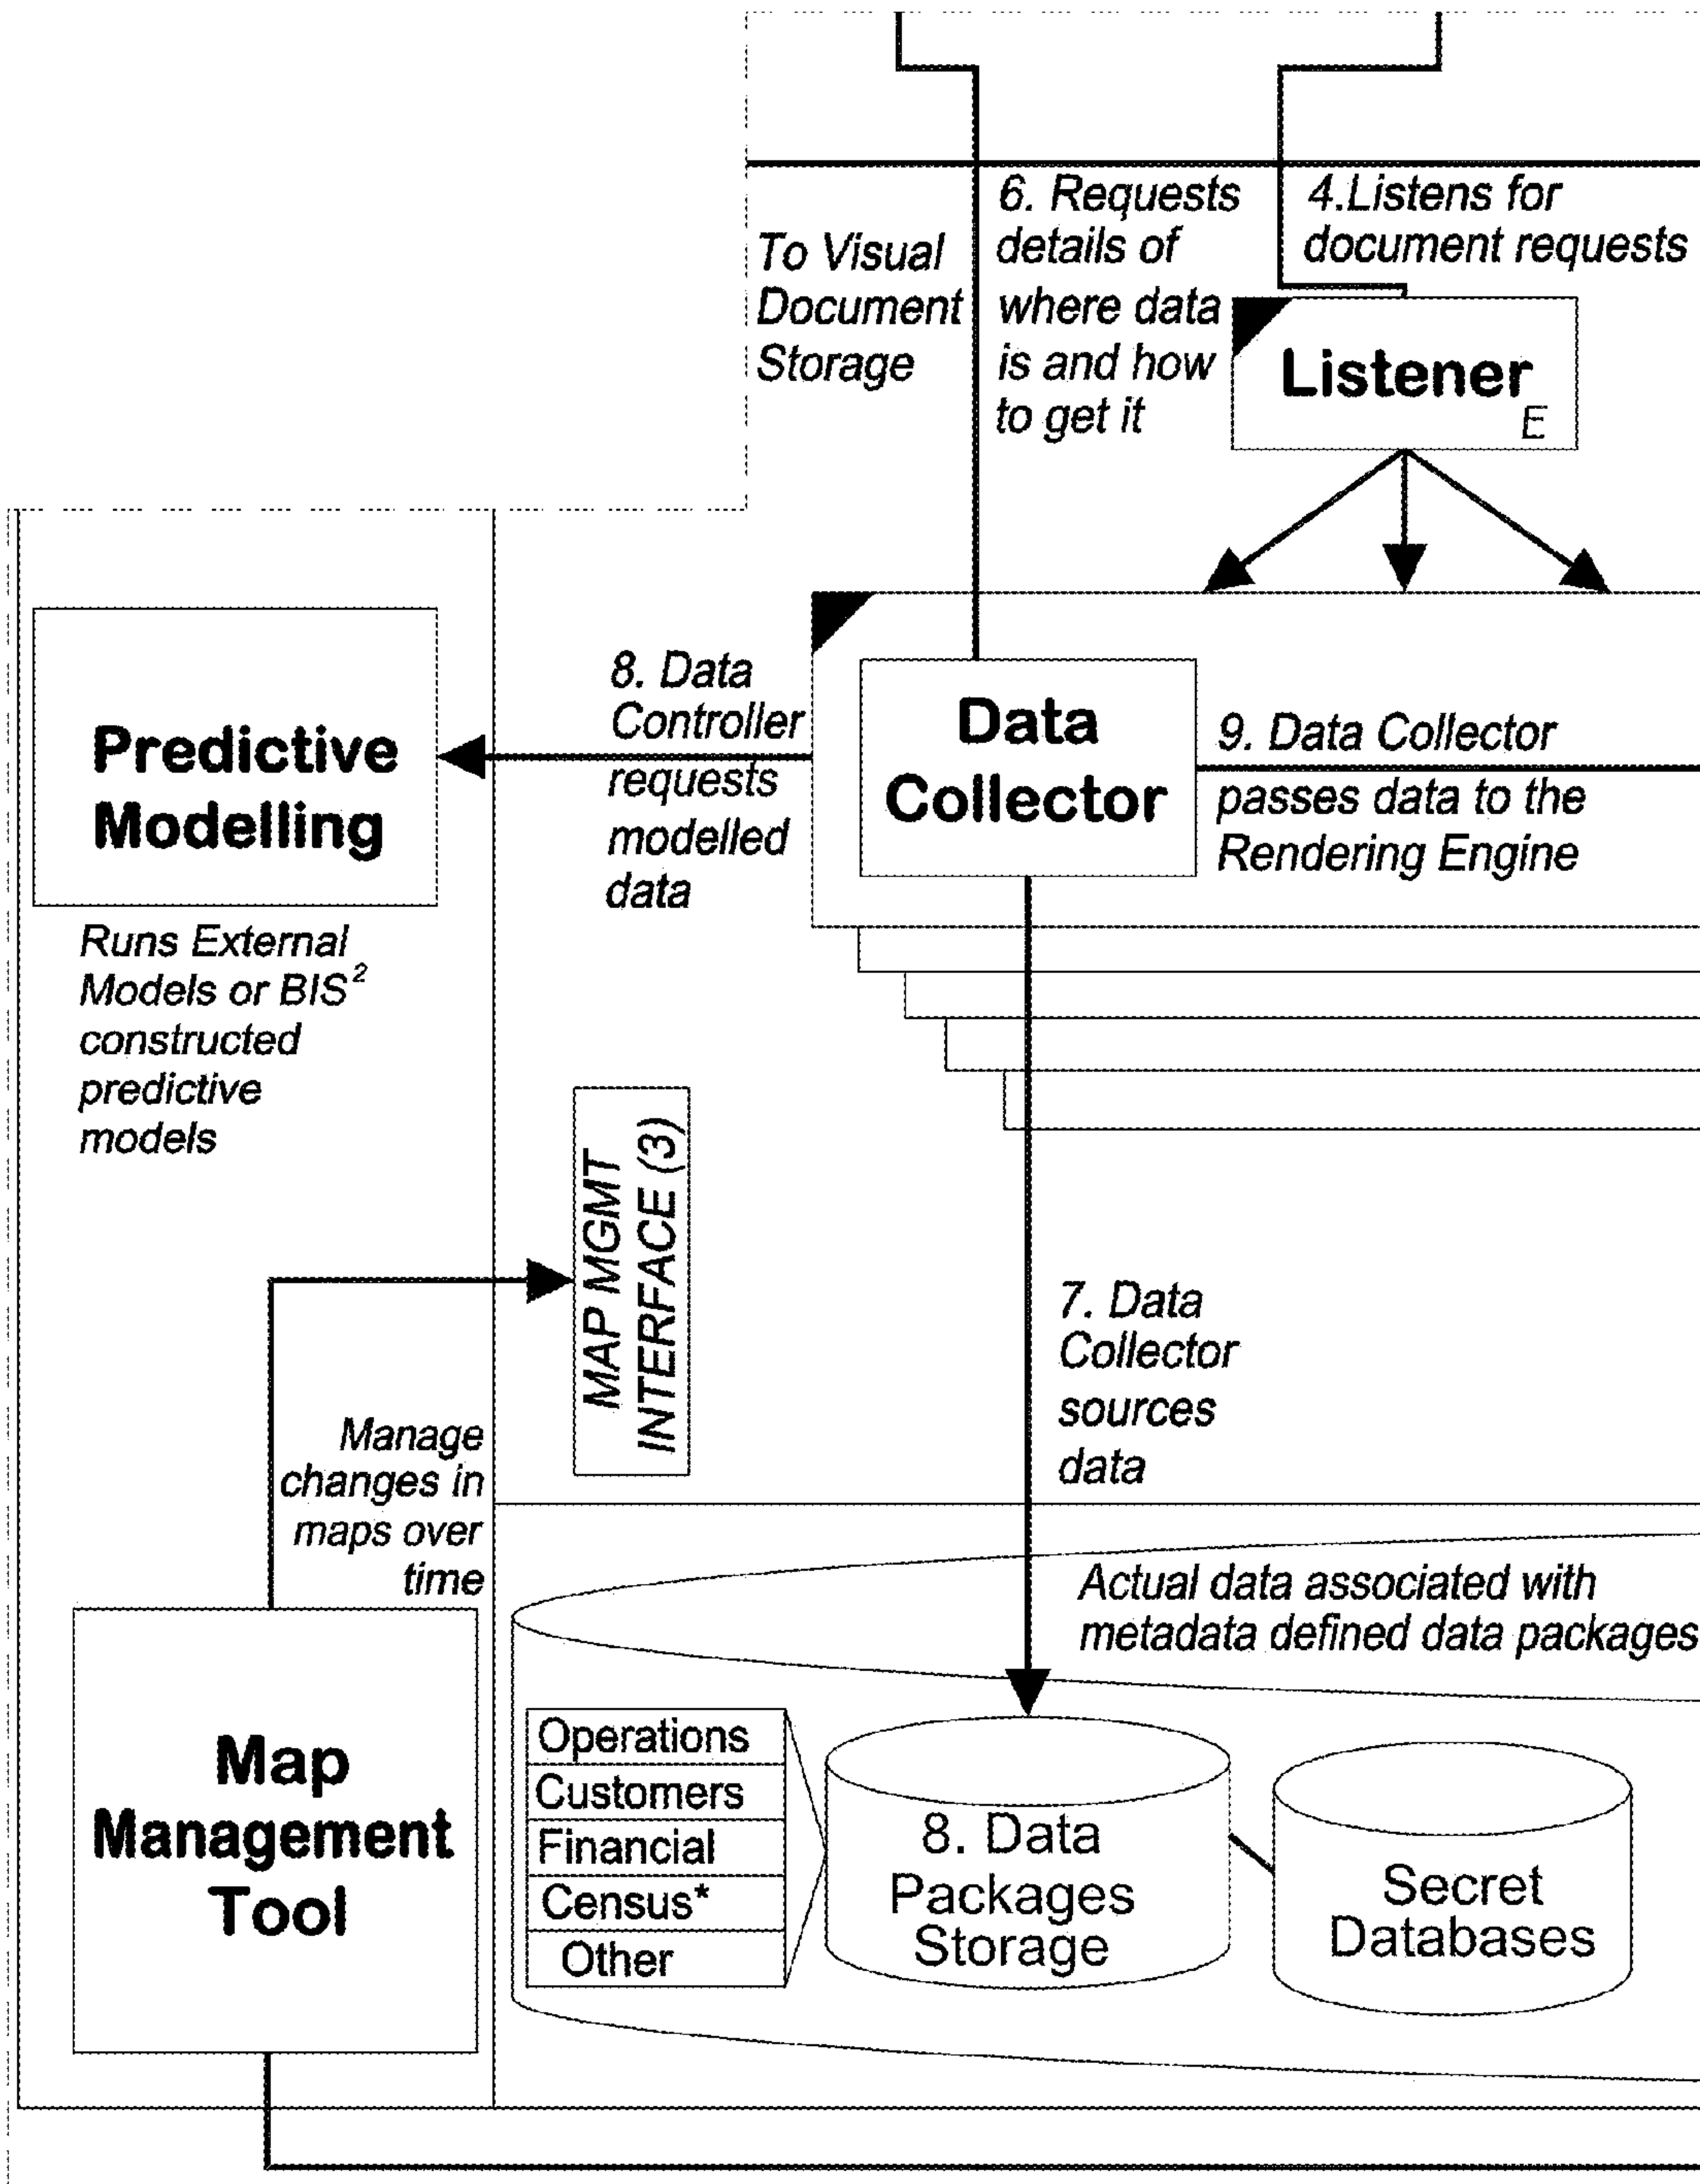 To Visual
Document
Storage
6. Requests
details of
where data
is and how
to get it
4.Listens for
document requests
Listener
E
Predictive
Modelling
Runs External
Models or BIS²
constructed
predictive
models
8. Data
Controller
requests
modelled
data
Data
Collector
9. Data Collector
passes data to the
Rendering Engine
MAP MGMT
INTERFACE (3)
7. Data
Collector
sources
data
Manage
changes in
maps over
time
Map
Management
Tool
Actual data associated with
metadata defined data packages
Operations
Customers
Financial
Census*
Other
8. Data
Packages
Storage
Secret
Databases